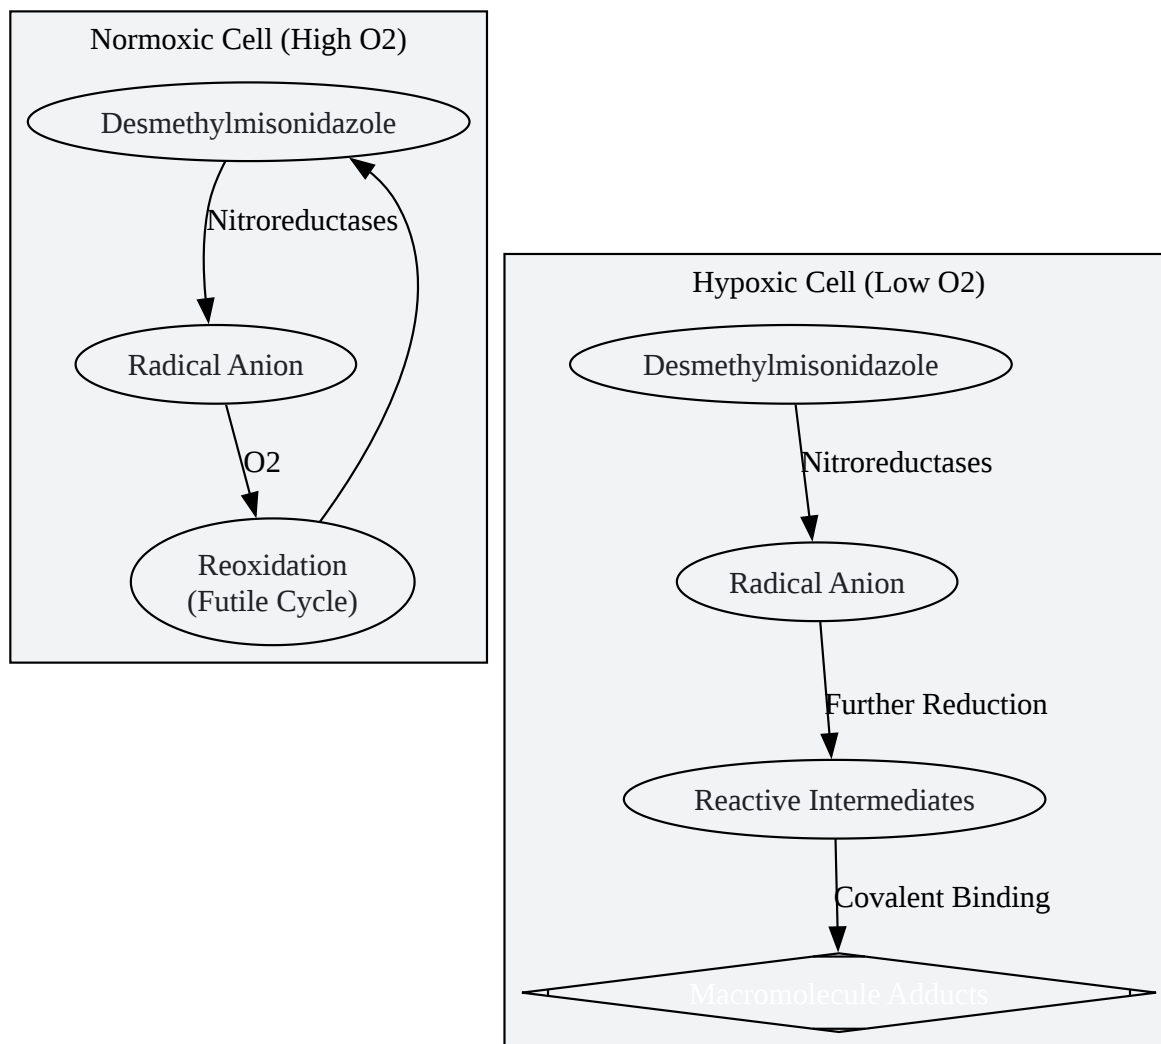 Normoxic Cell (High O2)
Desmethylmisonidazole
Nitroreductases
Radical Anion
O2
Reoxidation
(Futile Cycle)
Hypoxic Cell (Low O2)
Desmethylmisonidazole
Nitroreductases
Radical Anion
Further Reduction
Reactive Intermediates
Covalent Binding
Macromolecule Adducts